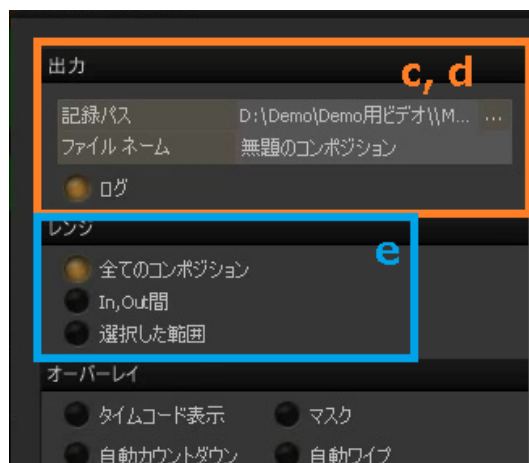 出力
c, d
記録パス D:\Demo\Demo用ビデオ\\M... ...
ファイル ネーム 無題のコンポジション
ログ
レンジ
e
全てのコンポジション
In,Out間
選択した範囲
オーバーレイ
タイムコード表示 マスク
自動カウントダウン 自動ワイプ